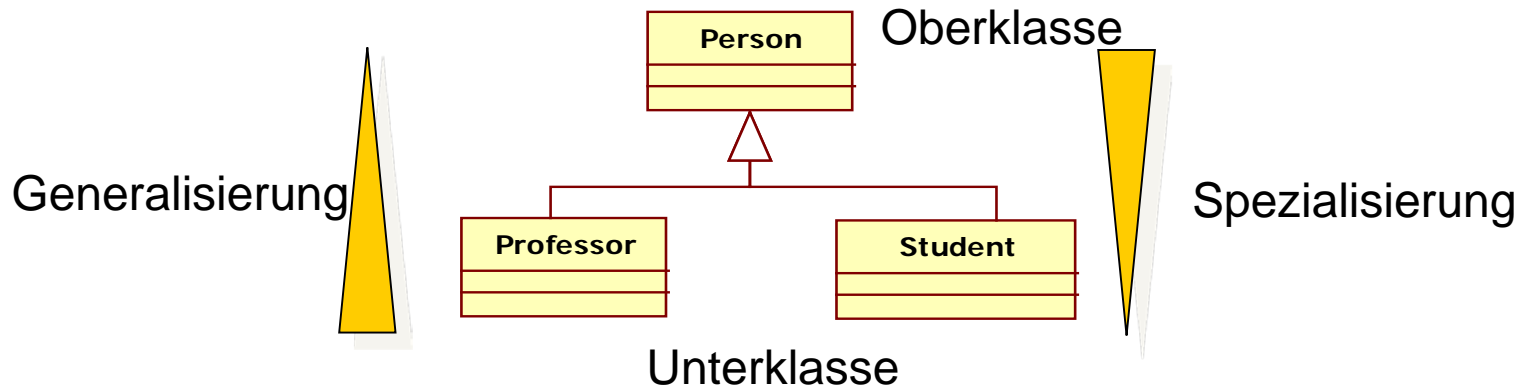 Person
Oberklasse
Generalisierung
Spezialisierung
Professor
Student
Unterklasse